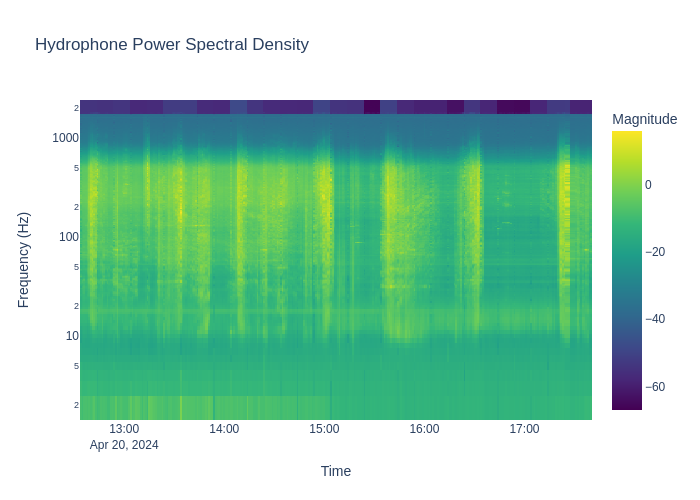 Hydrophone Power Spectral Density
Magnitude
2
1000
5
2
100
5
2
10
5
2
Frequency (Hz)
0
−20
−40
−60
13:00 14:00 15:00 16:00 17:00
Apr 20, 2024
Time